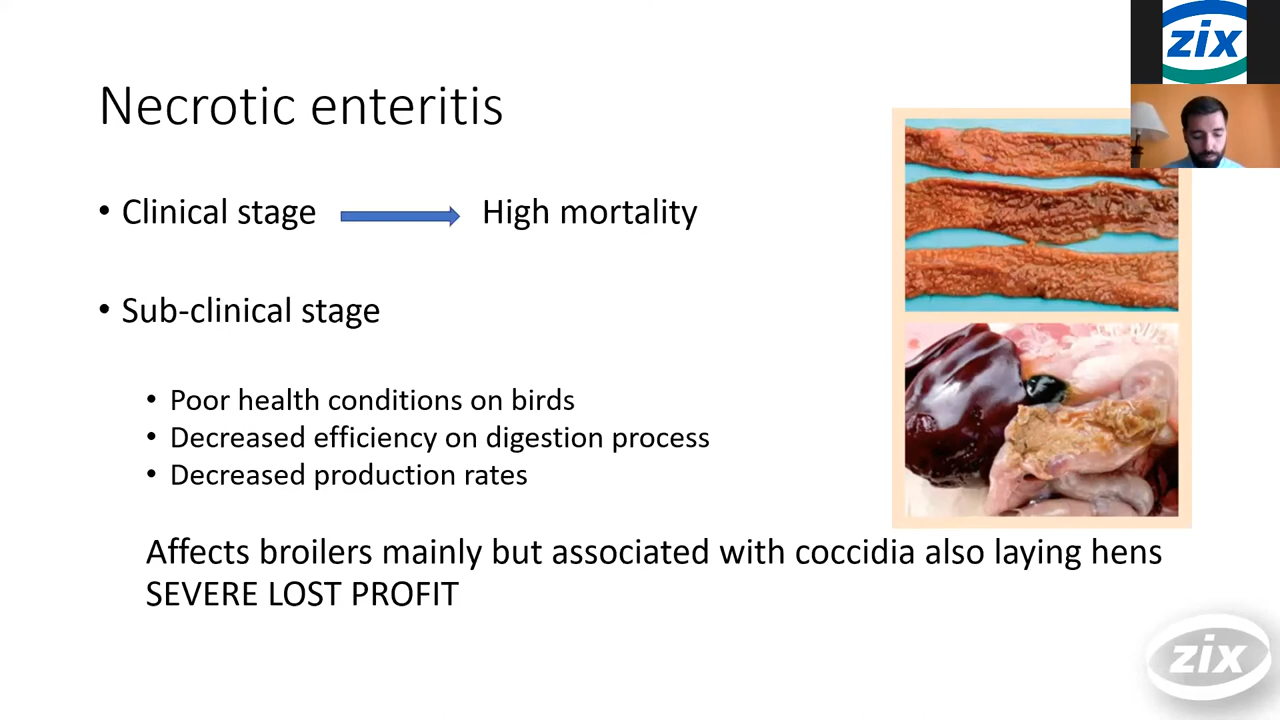 zix
Necrotic enteritis
• Clinical stage High mortality
• Sub-clinical stage
• Poor health conditions on birds
• Decreased efficiency on digestion process
• Decreased production rates
Affects broilers mainly but associated with coccidia also laying hens
SEVERE LOST PROFIT
zix